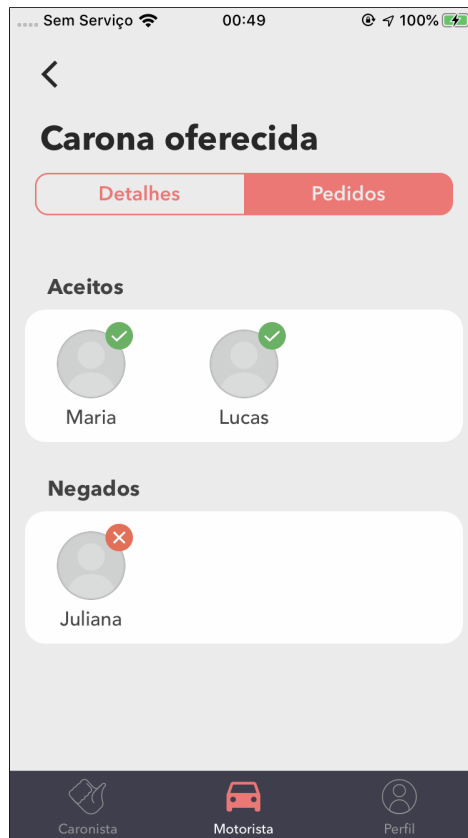 Sem Serviço 00:49 100%
Carona oferecida
Detalhes Pedidos
Aceitos
Maria Lucas
Negados
Juliana
Caronista Motorista Perfil